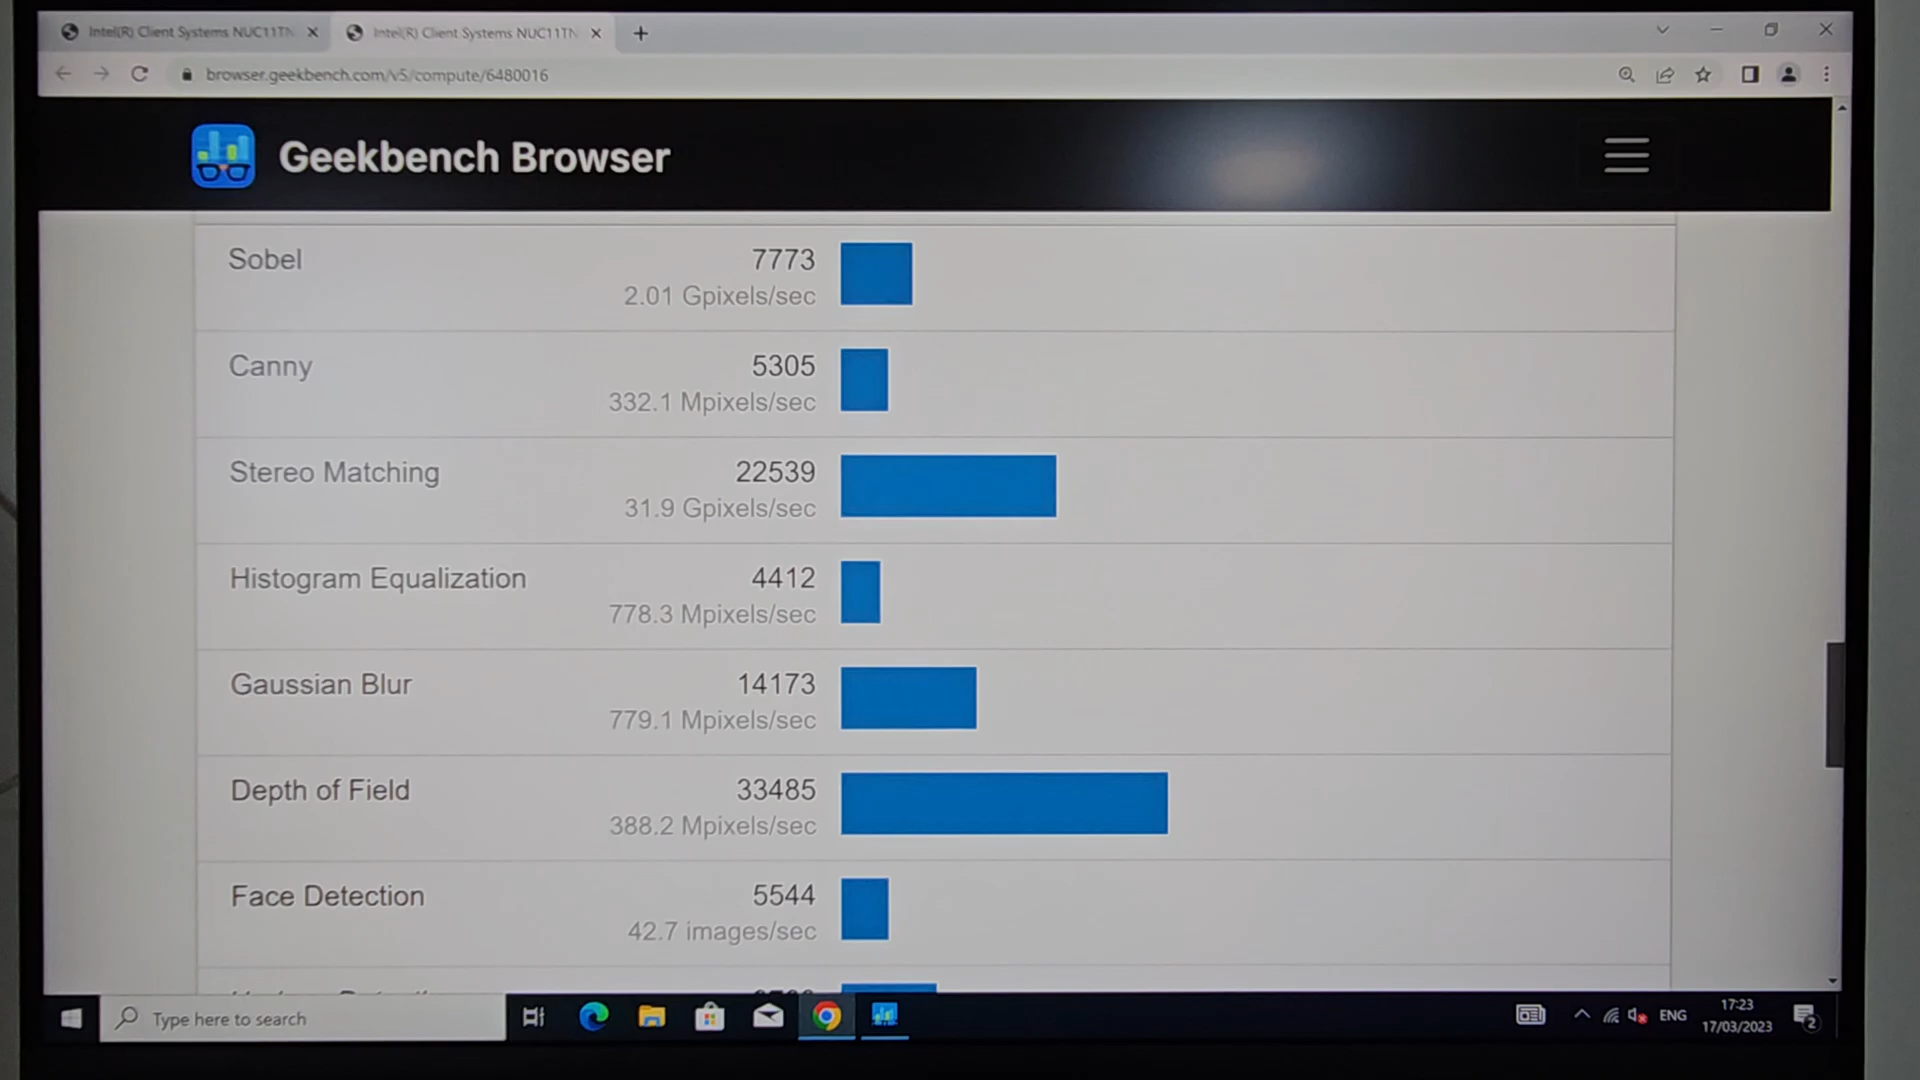 Intel(R) Client Systems NUC11TN
Intel(R) Client Systems NUC11TN
browser.geekbench.com/v5/compute/6480016
Geekbench Browser
Sobel 7773
2.01 Gpixels/sec
Canny 5305
332.1 Mpixels/sec
Stereo Matching 22539
31.9 Gpixels/sec
Histogram Equalization 4412
778.3 Mpixels/sec
Gaussian Blur 14173
779.1 Mpixels/sec
Depth of Field 33485
388.2 Mpixels/sec
Face Detection 5544
42.7 images/sec
Type here to search
ENG
17:23
17/03/2023
2